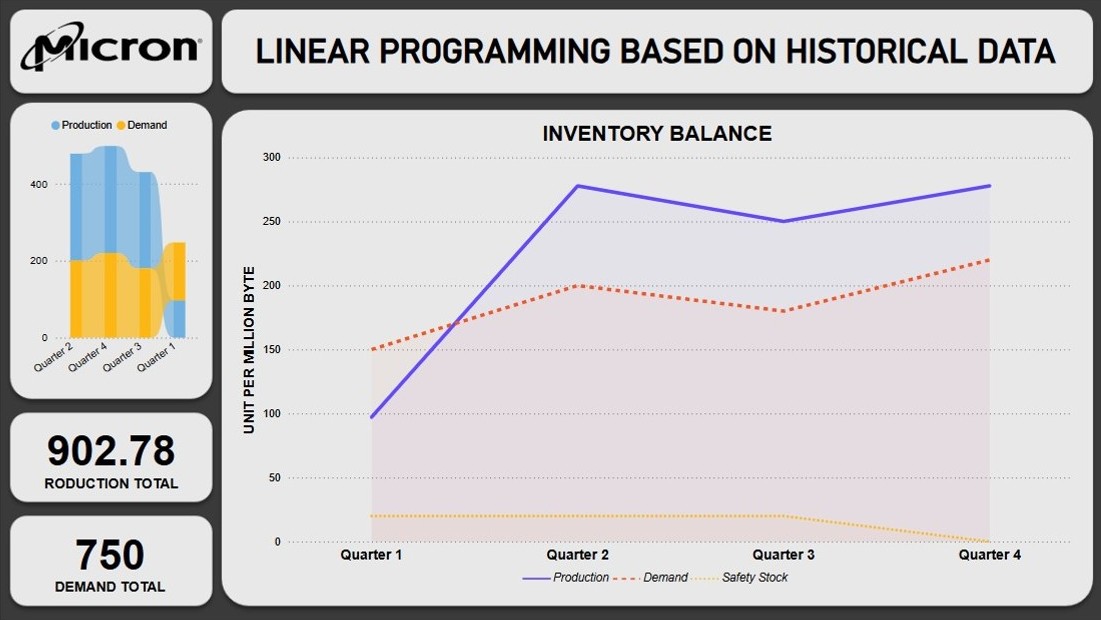 Micron
LINEAR PROGRAMMING BASED ON HISTORICAL DATA
Production Demand
400
200
0
Quarter 2
Quarter 4
Quarter 3
Quarter 1
902.78
RODUCTION TOTAL
750
DEMAND TOTAL
INVENTORY BALANCE
UNIT PER MILLION BYTE
300
250
200
150
100
50
0
Quarter 1 Quarter 2 Quarter 3 Quarter 4
Production Demand Safety Stock